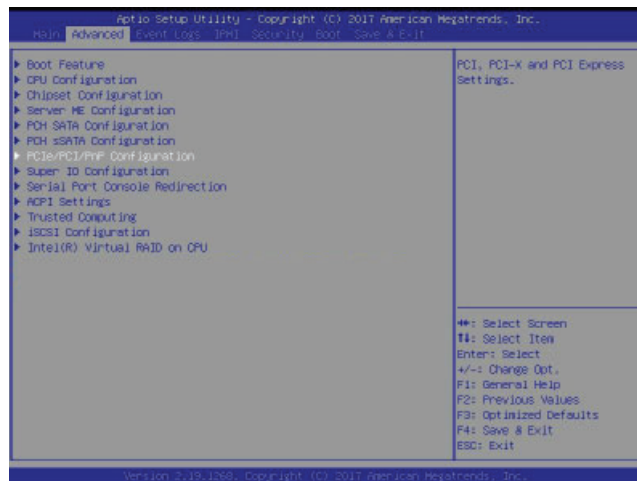 Aptio Setup Utility - Copyright (C) 2017 American Megatrends, Inc.
Main Advanced Event Logs IPMI Security Boot Save & Exit
Boot Feature
CPU Configuration
Chipset Configuration
Server ME Configuration
PCH SATA Configuration
PCH sSATA Configuration
PCIe/PCI/PnP Configuration
Super IO Configuration
Serial Port Console Redirection
ACPI Settings
Trusted Computing
iSCSI Configuration
Intel(R) Virtual RAID on CPU
PCI, PCI-X and PCI Express
Settings.
: Select Screen
: Select Item
Enter: Select
+/-: Change Opt.
F1: General Help
F2: Previous Values
F3: Optimized Defaults
F4: Save & Exit
ESC: Exit
Version 2.19.1268. Copyright (C) 2017 American Megatrends, Inc.